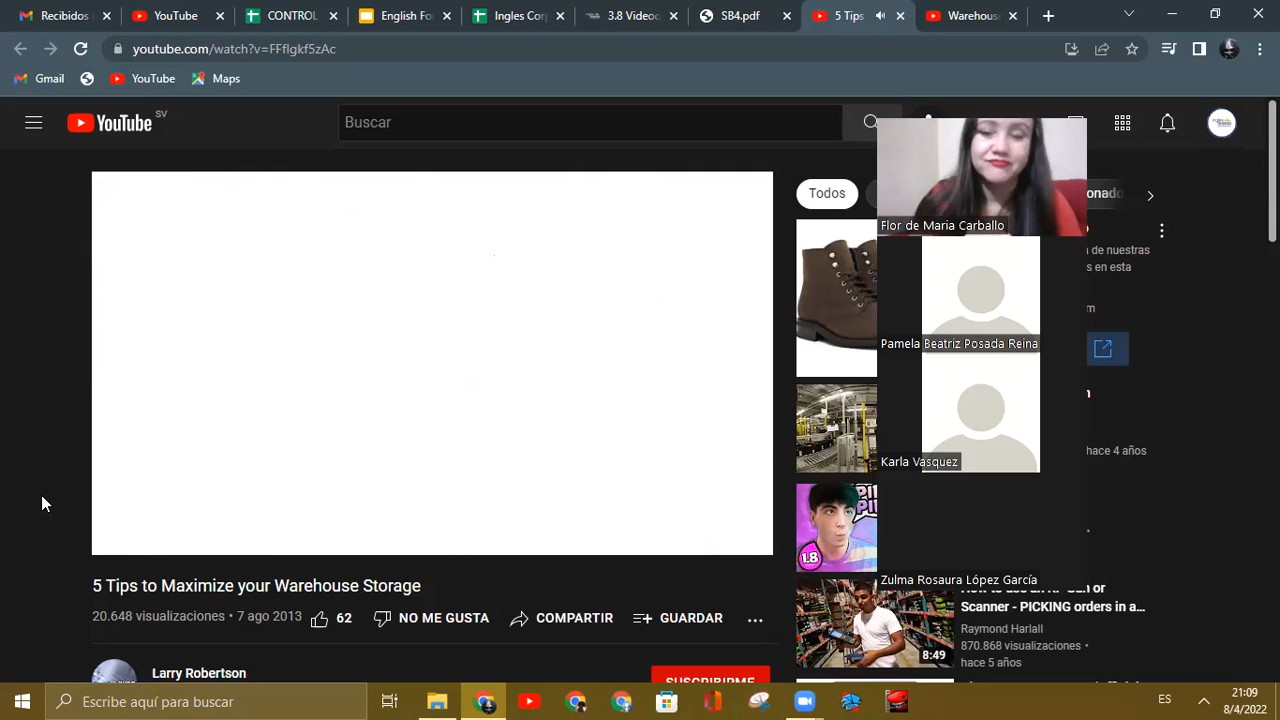 Recibidos
YouTube
CONTROL
English Fo
Ingles Cor
3.8 Videoc
SB4.pdf
5 Tips
Warehous
youtube.com/watch?v=FFflgkf5zAc
Gmail
YouTube
Maps
YouTube
SV
Buscar
Todos
onado
Flor de Maria Carballo
de nuestras
s en esta
m
Pamela Beatriz Posada Reina
Karla Vasquez
hace 4 años
1.8
Zulma Rosaura López García
5 Tips to Maximize your Warehouse Storage
20.648 visualizaciones • 7 ago 2013
62
NO ME GUSTA
COMPARTIR
GUARDAR
Scanner - PICKING orders in a...
Raymond Harlall
870.868 visualizaciones •
hace 5 años
8:49
Larry Robertson
SUSCRIBIRME
Escribe aquí para buscar
ES
21:09
8/4/2022